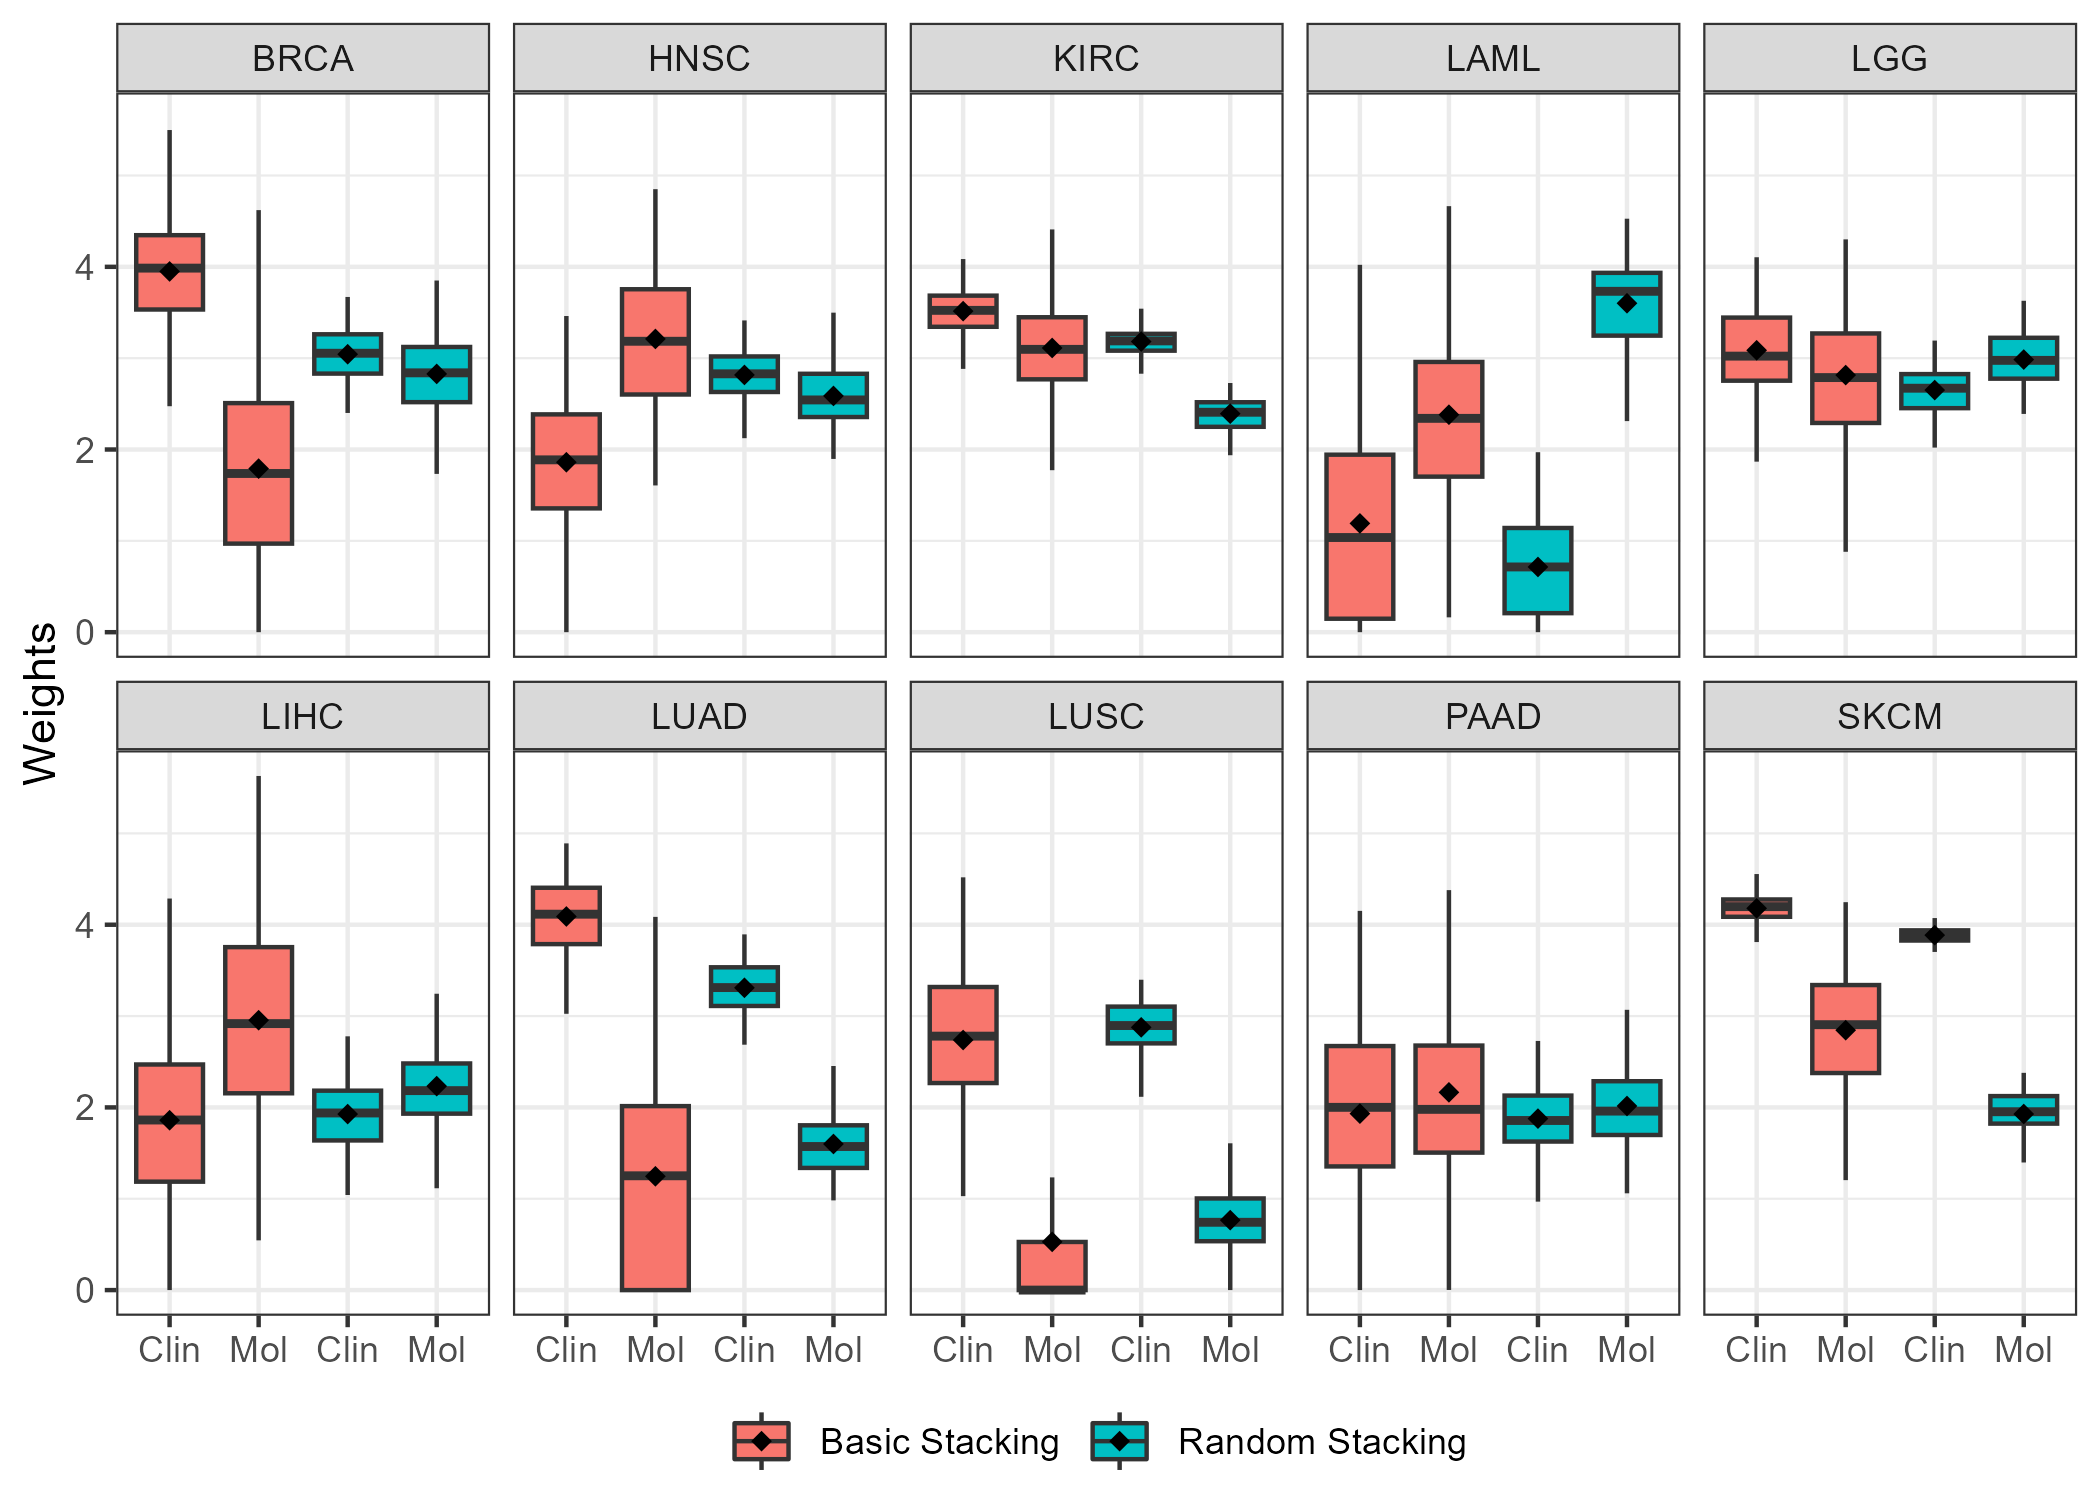 BRCA HNSC KIRC LAML LGG
4
2
0
Weights
LIHC LUAD LUSC PAAD SKCM
4
2
0
Clin Mol Clin Mol Clin Mol Clin Mol Clin Mol Clin Mol Clin Mol Clin Mol Clin Mol Clin Mol
Basic Stacking Random Stacking